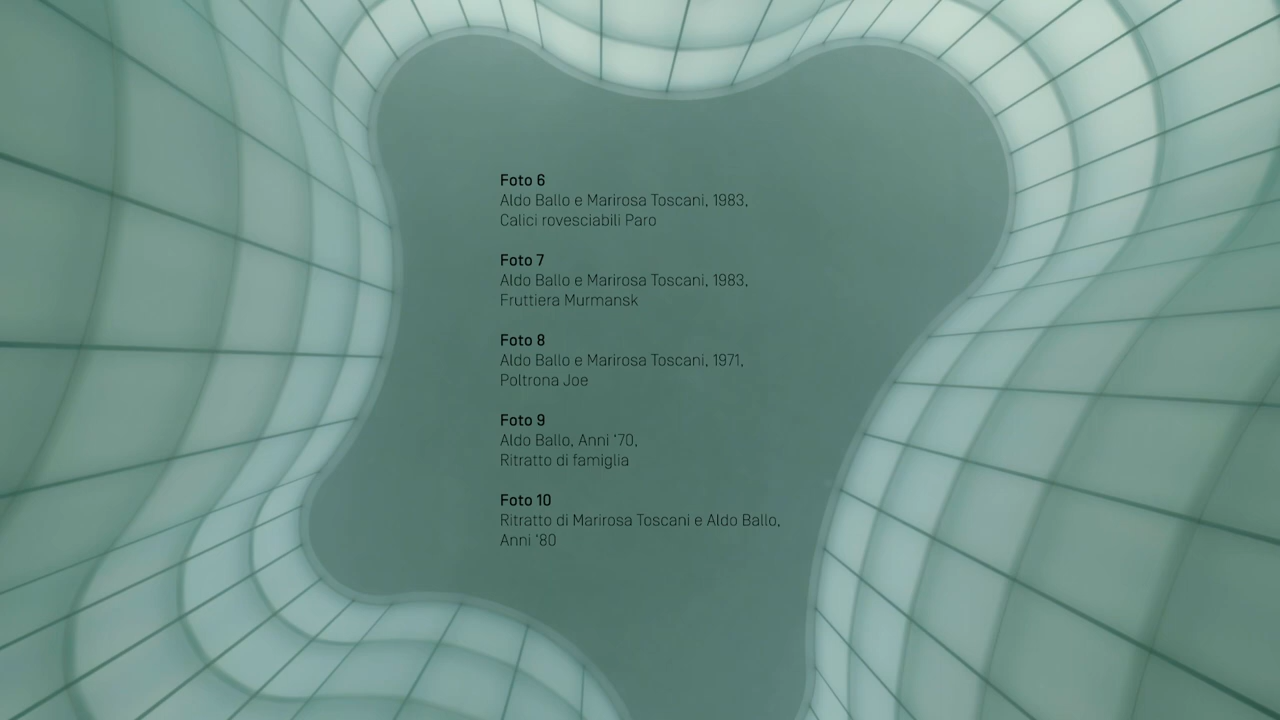 Foto 6
Aldo Ballo e Marirosa Toscani, 1983,
Calici rovesciabili Paro
Foto 7
Aldo Ballo e Marirosa Toscani, 1983,
Fruttiera Murmansk
Foto 8
Aldo Ballo e Marirosa Toscani, 1971,
Poltrona Joe
Foto 9
Aldo Ballo, Anni ‘70,
Ritratto di famiglia
Foto 10
Ritratto di Marirosa Toscani e Aldo Ballo,
Anni ‘80